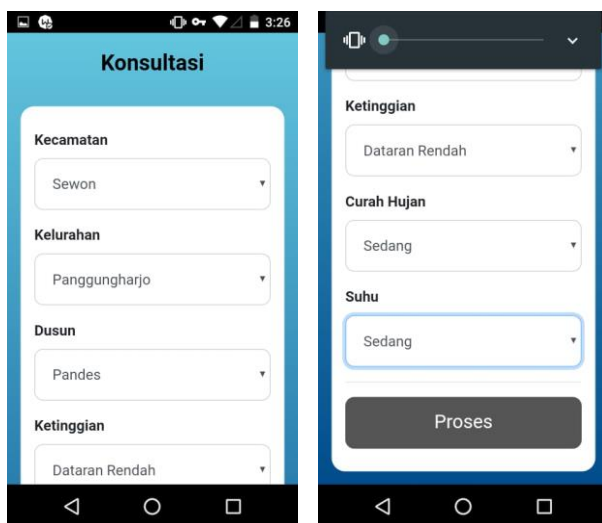 3:26
Konsultasi
Kecamatan
Sewon
Kelurahan
Panggungharjo
Dusun
Pandes
Ketinggian
Dataran Rendah
Ketinggian
Dataran Rendah
Curah Hujan
Sedang
Suhu
Sedang
Proses